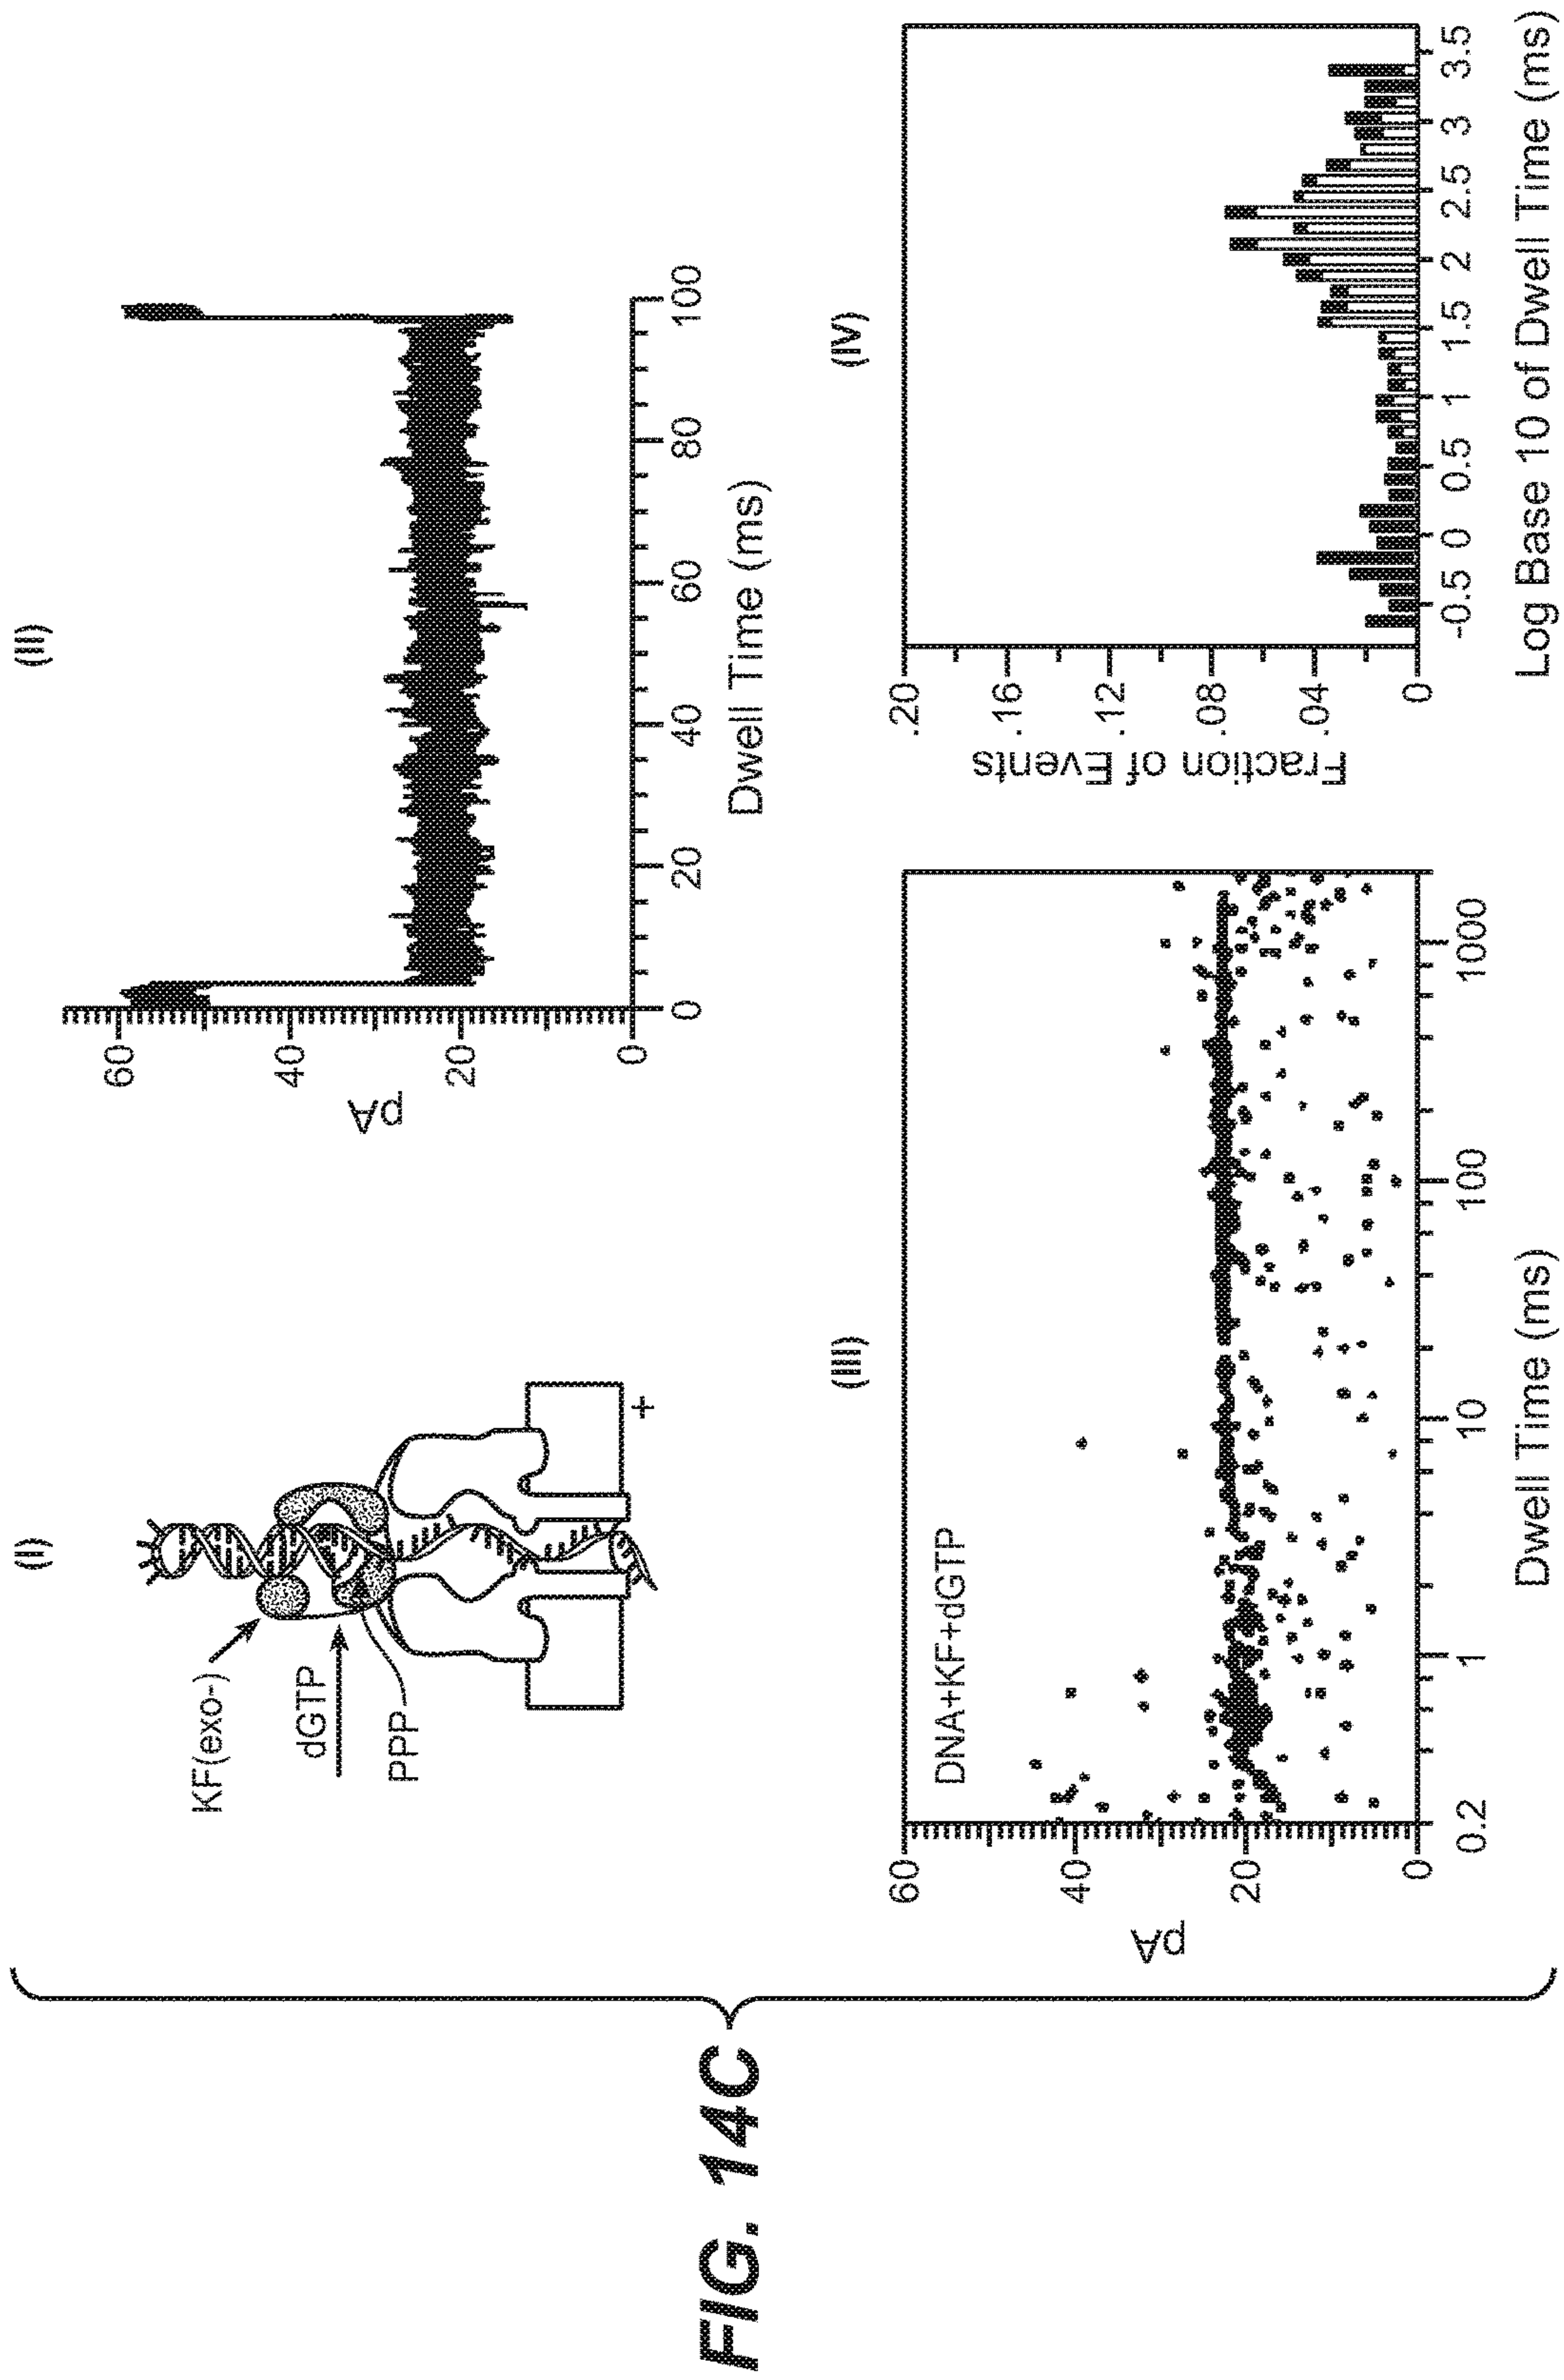 FIG. 14C
(I)
KF(exo-)
dGTP
PPP
+
(II)
pA
60
40
20
0
0
20
40
60
80
100
Dwell Time (ms)
(III)
DNA+KF+dGTP
pA
60
40
20
0
0.2
1
10
100
1000
Dwell Time (ms)
(IV)
Fraction of Events
.20
.16
.12
.08
.04
0
-0.5
0
0.5
1
1.5
2
2.5
3
3.5
Log Base 10 of Dwell Time (ms)